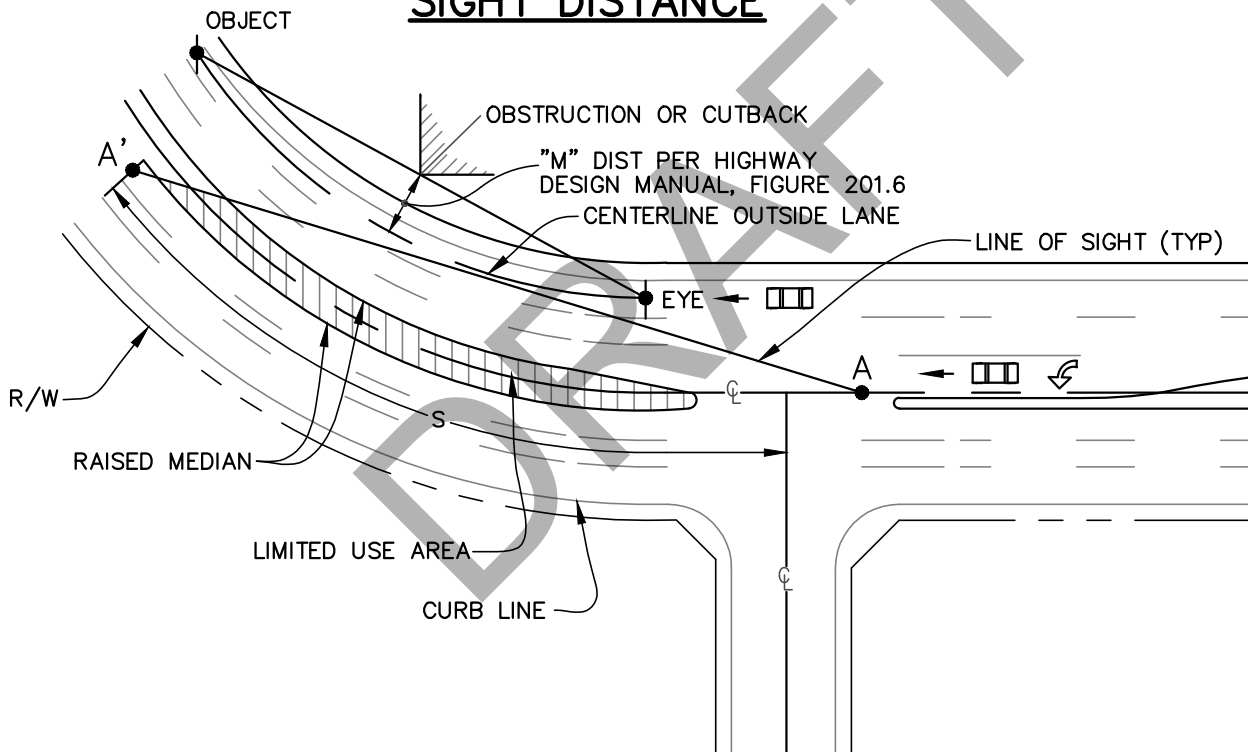 SIGHT DISTANCE
OBJECT
OBSTRUCTION OR CUTBACK
A'
"M" DIST PER HIGHWAY
DESIGN MANUAL, FIGURE 201.6
CENTERLINE OUTSIDE LANE
LINE OF SIGHT (TYP)
EYE
A
℄
R/W
S
RAISED MEDIAN
LIMITED USE AREA
℄
CURB LINE
DRAFT